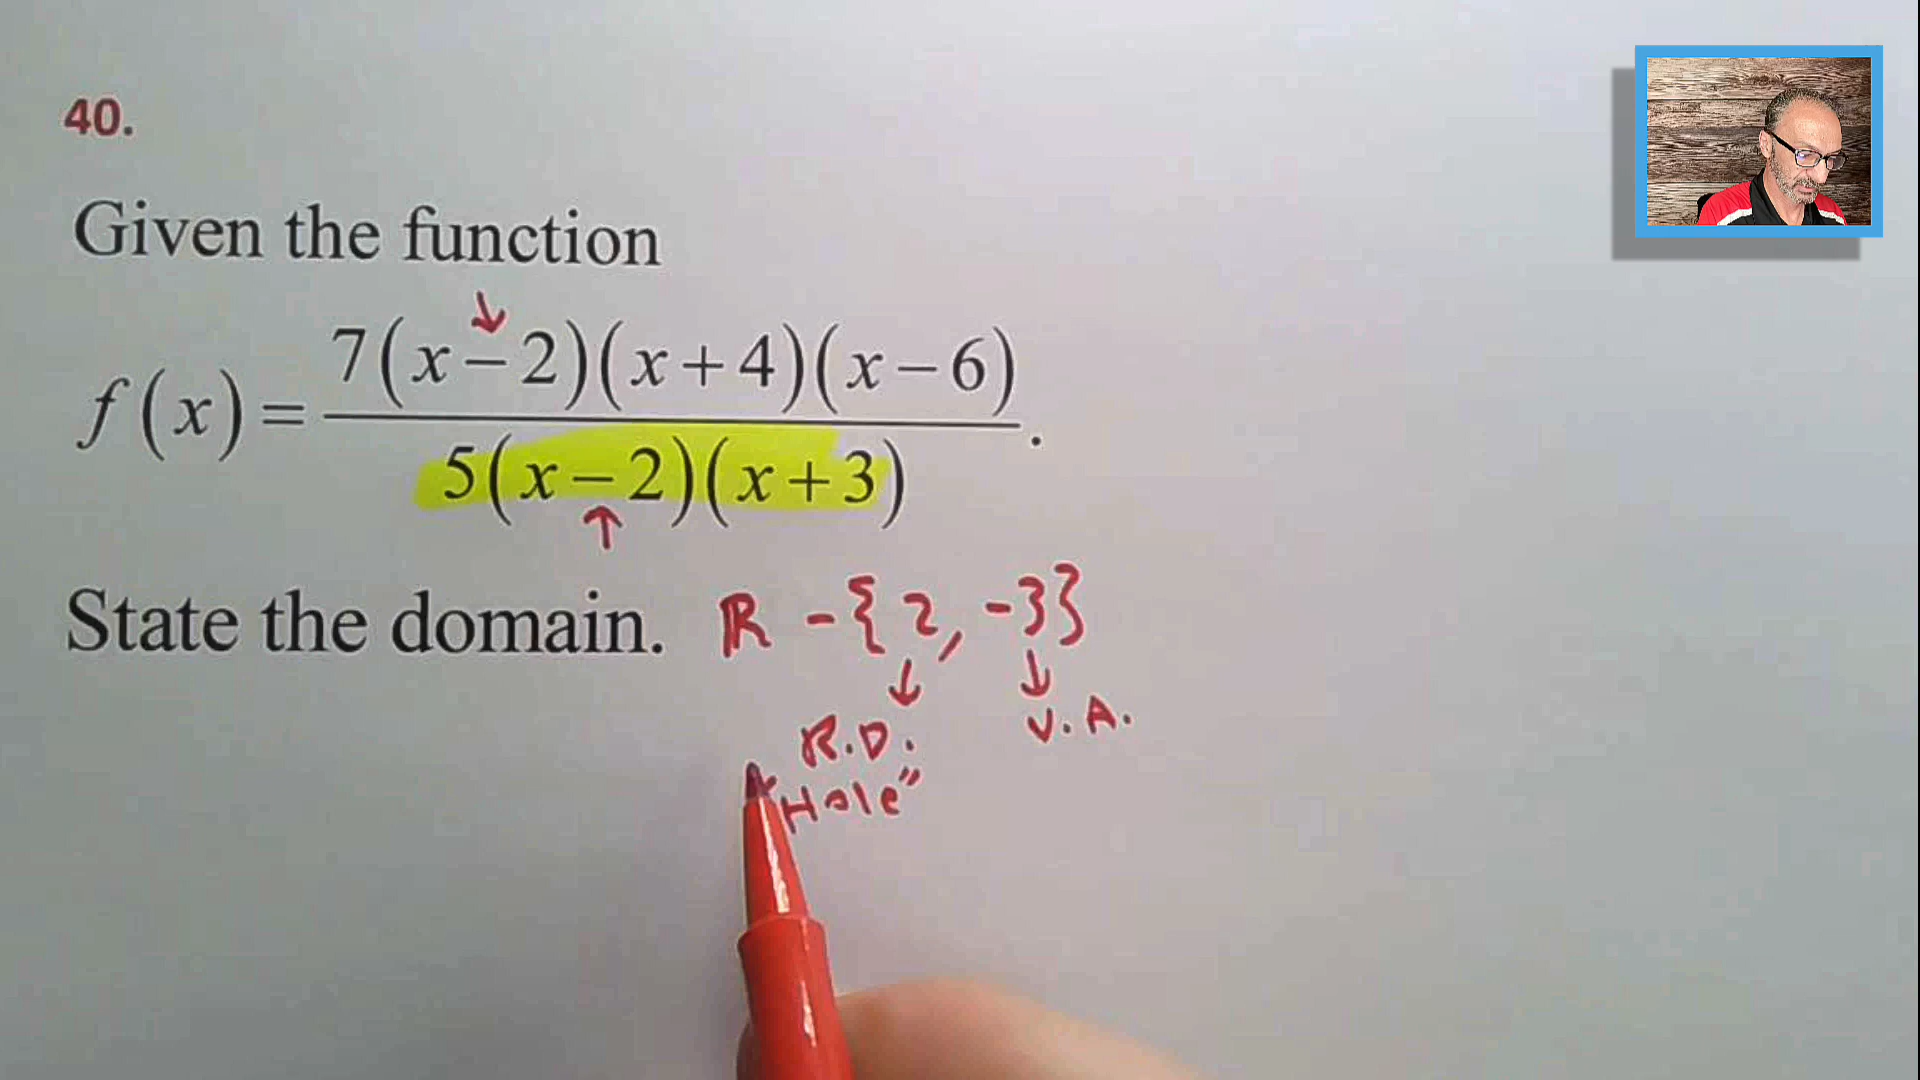 40.
Given the function
f(x) = 7(x−2)(x+4)(x−6) / 5(x−2)(x+3).
State the domain. ℝ - {2, -3}
↓ ↓
R.D. V.A.
"Hole"